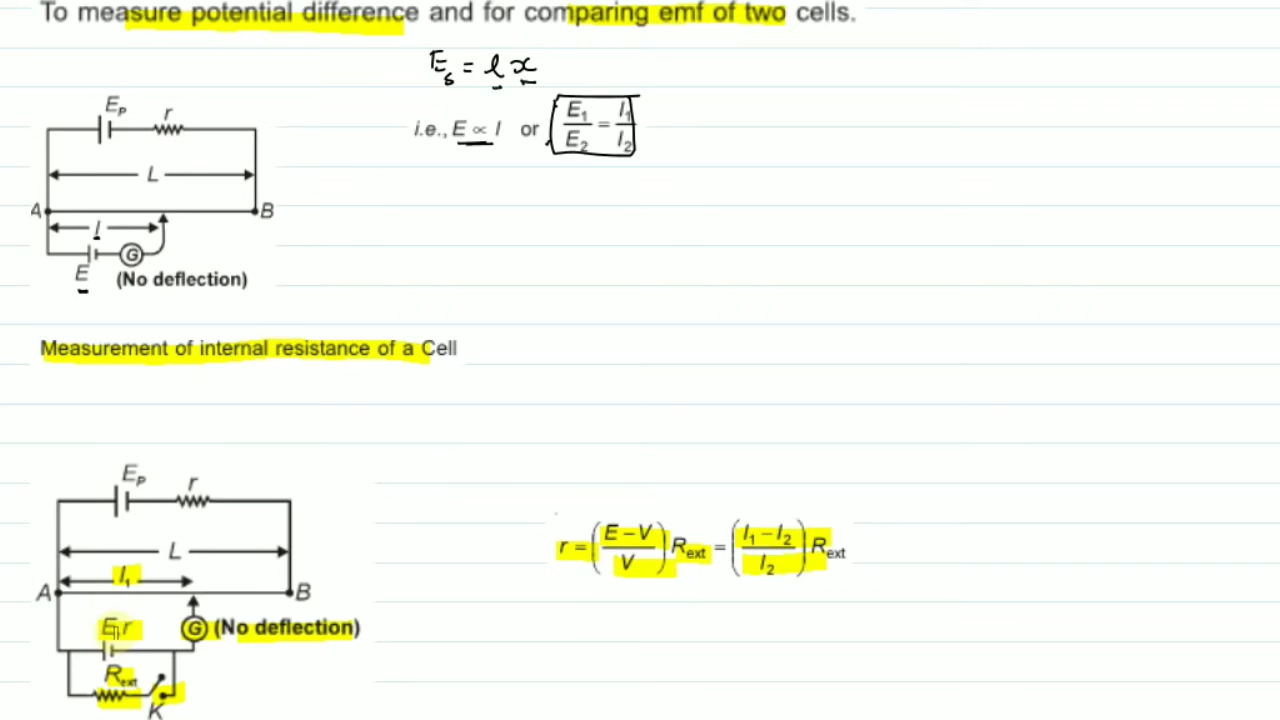 To measure potential difference and for comparing emf of two cells.
E_s = l x
i.e., E ∝ l or E₁/E₂ = l₁/l₂
E_P r
L
A B
l
G
E (No deflection)
Measurement of internal resistance of a Cell
E_P r
L
l₁
A B
E, r G (No deflection)
R_ext
K
r = ((E – V)/V) R_ext = ((l₁ – l₂)/l₂) R_ext